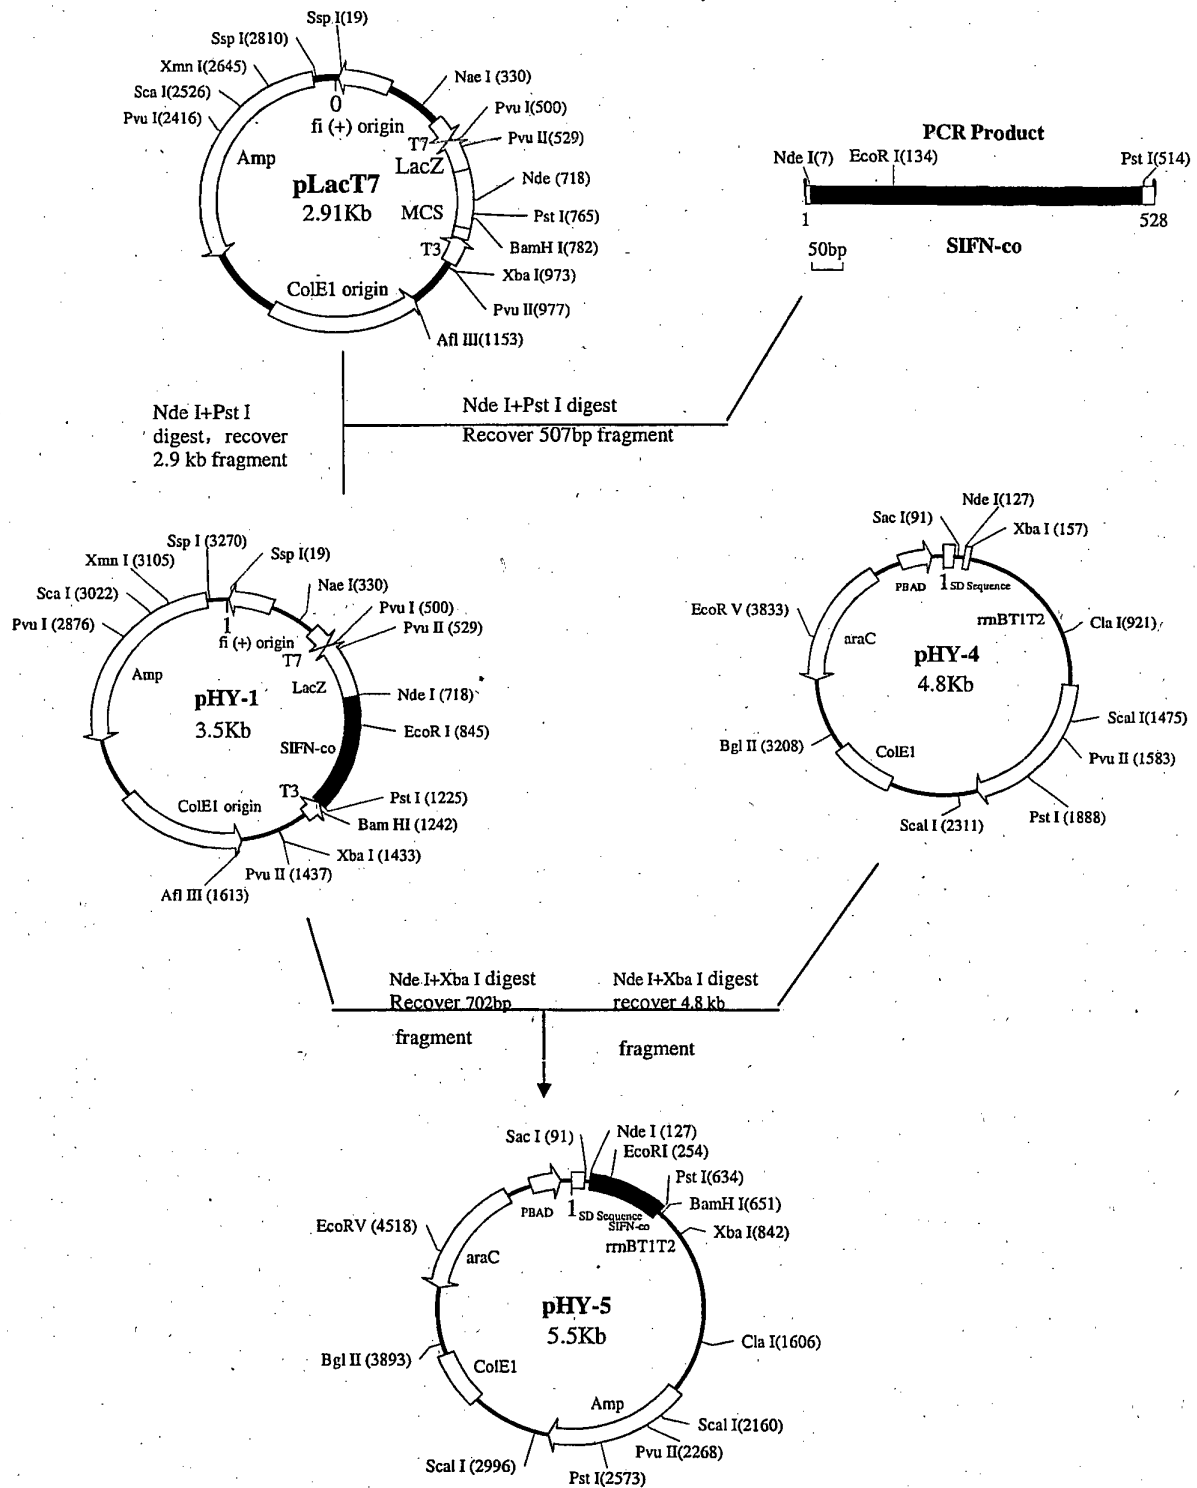 Ssp I(19)
Ssp I(2810)
Xmn I(2645)
Sca I(2526)
Pvu I(2416)
Nae I (330)
Pvu I(500)
Pvu II(529)
0
fi (+) origin
T7
LacZ
Amp
pLacT7
2.91Kb
Nde (718)
MCS
Pst I(765)
BamH I(782)
T3
Xba I(973)
ColE1 origin
Pvu II(977)
Afl III(1153)
PCR Product
Nde I(7)
EcoR I(134)
Pst I(514)
1
528
50bp
SIFN-co
Nde I+Pst I
digest, recover
2.9 kb fragment
Nde I+Pst I digest
Recover 507bp fragment
Ssp I (3270)
Ssp I(19)
Xmn I (3105)
Sca I (3022)
Pvu I (2876)
Nae I(330)
Pvu I (500)
Pvu II (529)
1
fi (+) origin
T7
Amp
LacZ
pHY-1
3.5Kb
Nde I (718)
EcoR I (845)
SIFN-co
T3
Pst I (1225)
ColE1 origin
Bam HI (1242)
Xba I (1433)
Pvu II (1437)
Afl III (1613)
Nde I(127)
Sac I(91)
Xba I (157)
PBAD
1
SD Sequence
EcoR V (3833)
araC
rrnBT1T2
Cla I(921)
pHY-4
4.8Kb
ScaI I(1475)
Bgl II (3208)
ColE1
Pvu II (1583)
Pst I (1888)
ScaI I (2311)
Nde I+Xba I digest
Recover 702bp
fragment
Nde I+Xba I digest
recover 4.8 kb
fragment
Sac I (91)
Nde I (127)
EcoRI (254)
Pst I(634)
BamH I(651)
Xba I(842)
PBAD
1
SD Sequence
SIFN-co
rrnBT1T2
EcoRV (4518)
araC
pHY-5
5.5Kb
Cla I(1606)
Bgl II (3893)
ColE1
Amp
ScaI I(2160)
Pvu II(2268)
ScaI I (2996)
Pst I(2573)